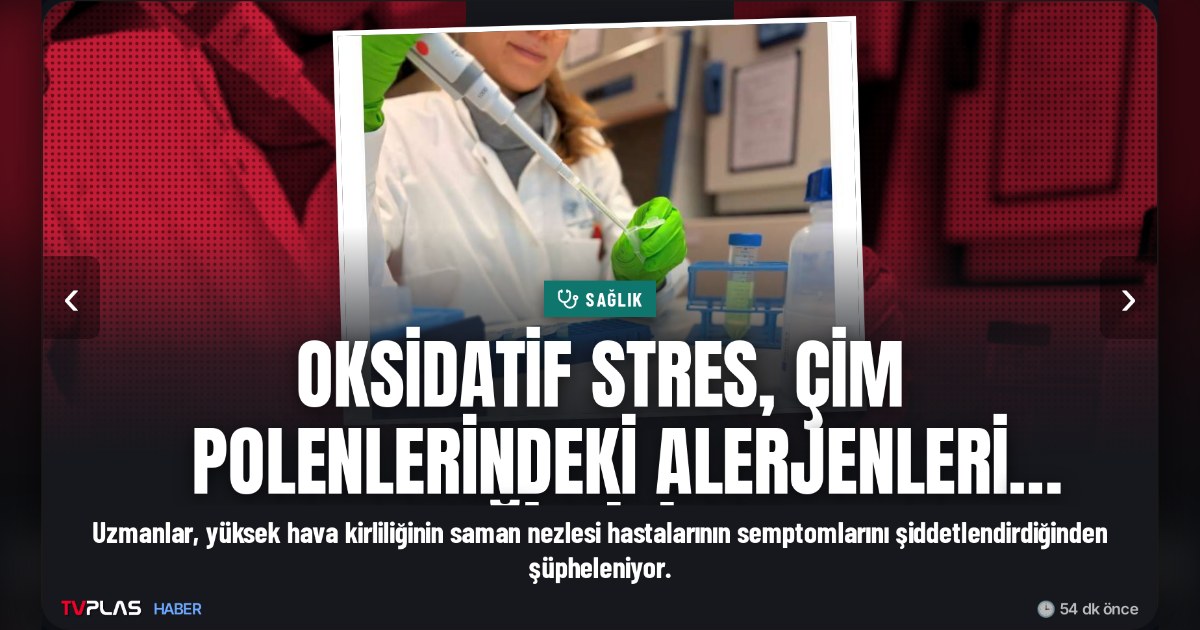 SAĞLIK
OKSİDATİF STRES, ÇİM
POLENLERİNDEKİ ALERJENLERİ...
Uzmanlar, yüksek hava kirliliğinin saman nezlesi hastalarının semptomlarını şiddetlendirdiğinden
şüpheleniyor.
TVPLAS HABER
54 dk önce